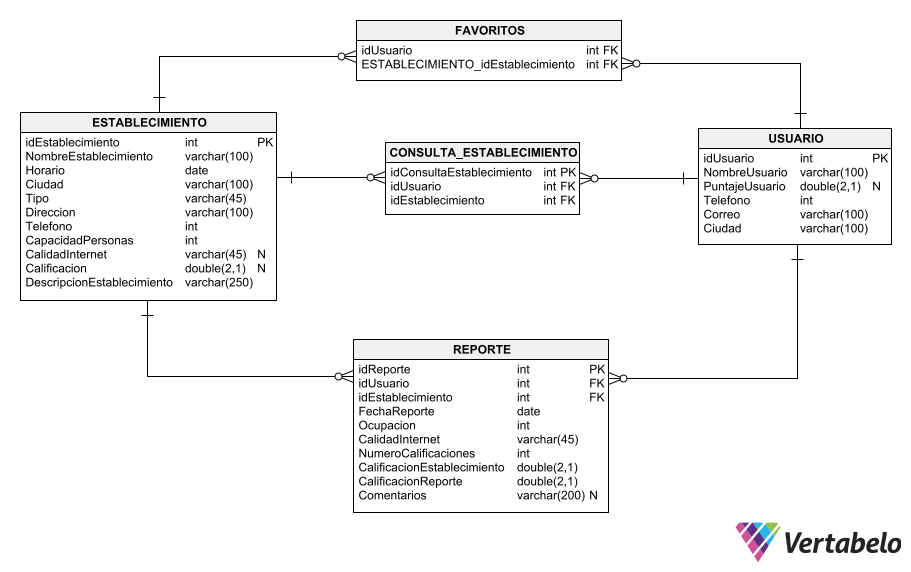 FAVORITOS
idUsuario int FK
ESTABLECIMIENTO_idEstablecimiento int FK
ESTABLECIMIENTO
idEstablecimiento int PK
NombreEstablecimiento varchar(100)
Horario date
Ciudad varchar(100)
Tipo varchar(45)
Direccion varchar(100)
Telefono int
CapacidadPersonas int
CalidadInternet varchar(45) N
Calificacion double(2,1) N
DescripcionEstablecimiento varchar(250)
CONSULTA_ESTABLECIMIENTO
idConsultaEstablecimiento int PK
idUsuario int FK
idEstablecimiento int FK
USUARIO
idUsuario int PK
NombreUsuario varchar(100)
PuntajeUsuario double(2,1) N
Telefono int
Correo varchar(100)
Ciudad varchar(100)
REPORTE
idReporte int PK
idUsuario int FK
idEstablecimiento int FK
FechaReporte date
Ocupacion int
CalidadInternet varchar(45)
NumeroCalificaciones int
CalificacionEstablecimiento double(2,1)
CalificacionReporte double(2,1)
Comentarios varchar(200) N
Vertabelo